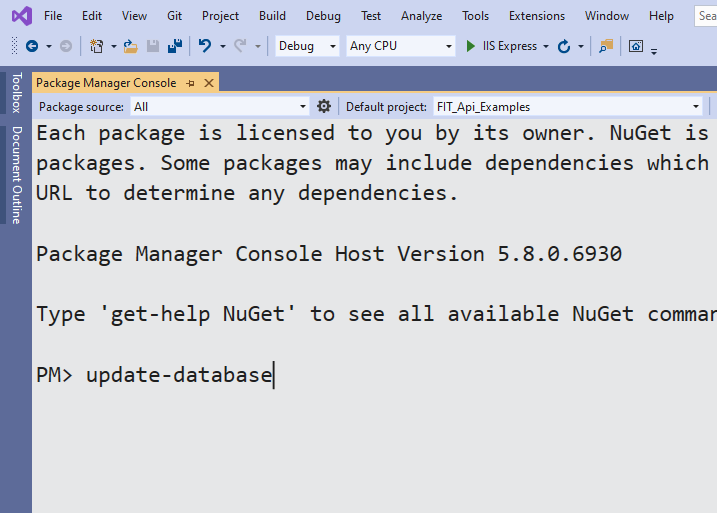 File Edit View Git Project Build Debug Test Analyze Tools Extensions Window Help Sea
Debug Any CPU IIS Express
Package Manager Console
Package source: All Default project: FIT_Api_Examples
Toolbox
Document Outline
Each package is licensed to you by its owner. NuGet is
packages. Some packages may include dependencies which
URL to determine any dependencies.
Package Manager Console Host Version 5.8.0.6930
Type 'get-help NuGet' to see all available NuGet comman
PM> update-database